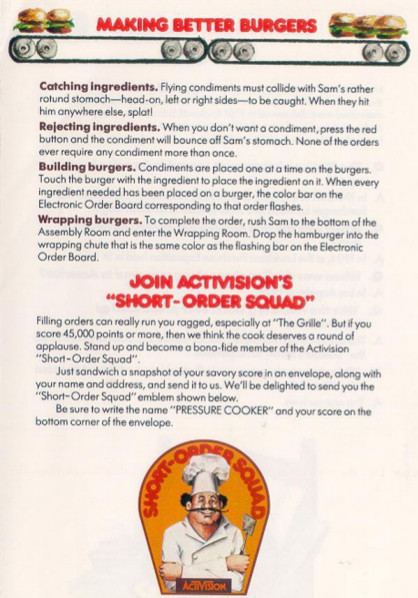 MAKING BETTER BURGERS
Catching ingredients. Flying condiments must collide with Sam's rather
rotund stomach—head-on, left or right sides—to be caught. When they hit
him anywhere else, splat!
Rejecting ingredients. When you don't want a condiment, press the red
button and the condiment will bounce off Sam's stomach. None of the orders
ever require any condiment more than once.
Building burgers. Condiments are placed one at a time on the burgers.
Touch the burger with the ingredient to place the ingredient on it. When every
ingredient needed has been placed on a burger, the color bar on the
Electronic Order Board corresponding to that order flashes.
Wrapping burgers. To complete the order, rush Sam to the bottom of the
Assembly Room and enter the Wrapping Room. Drop the hamburger into the
wrapping chute that is the same color as the flashing bar on the Electronic
Order Board.
JOIN ACTIVISION'S
"SHORT-ORDER SQUAD"
Filling orders can really run you ragged, especially at "The Grille". But if you
score 45,000 points or more, then we think the cook deserves a round of
applause. Stand up and become a bona-fide member of the Activision
"Short-Order Squad".
Just sandwich a snapshot of your savory score in an envelope, along with
your name and address, and send it to us. We'll be delighted to send you the
"Short-Order Squad" emblem shown below.
Be sure to write the name "PRESSURE COOKER" and your score on the
bottom corner of the envelope.
SHORT-ORDER SQUAD
ACTIVISION